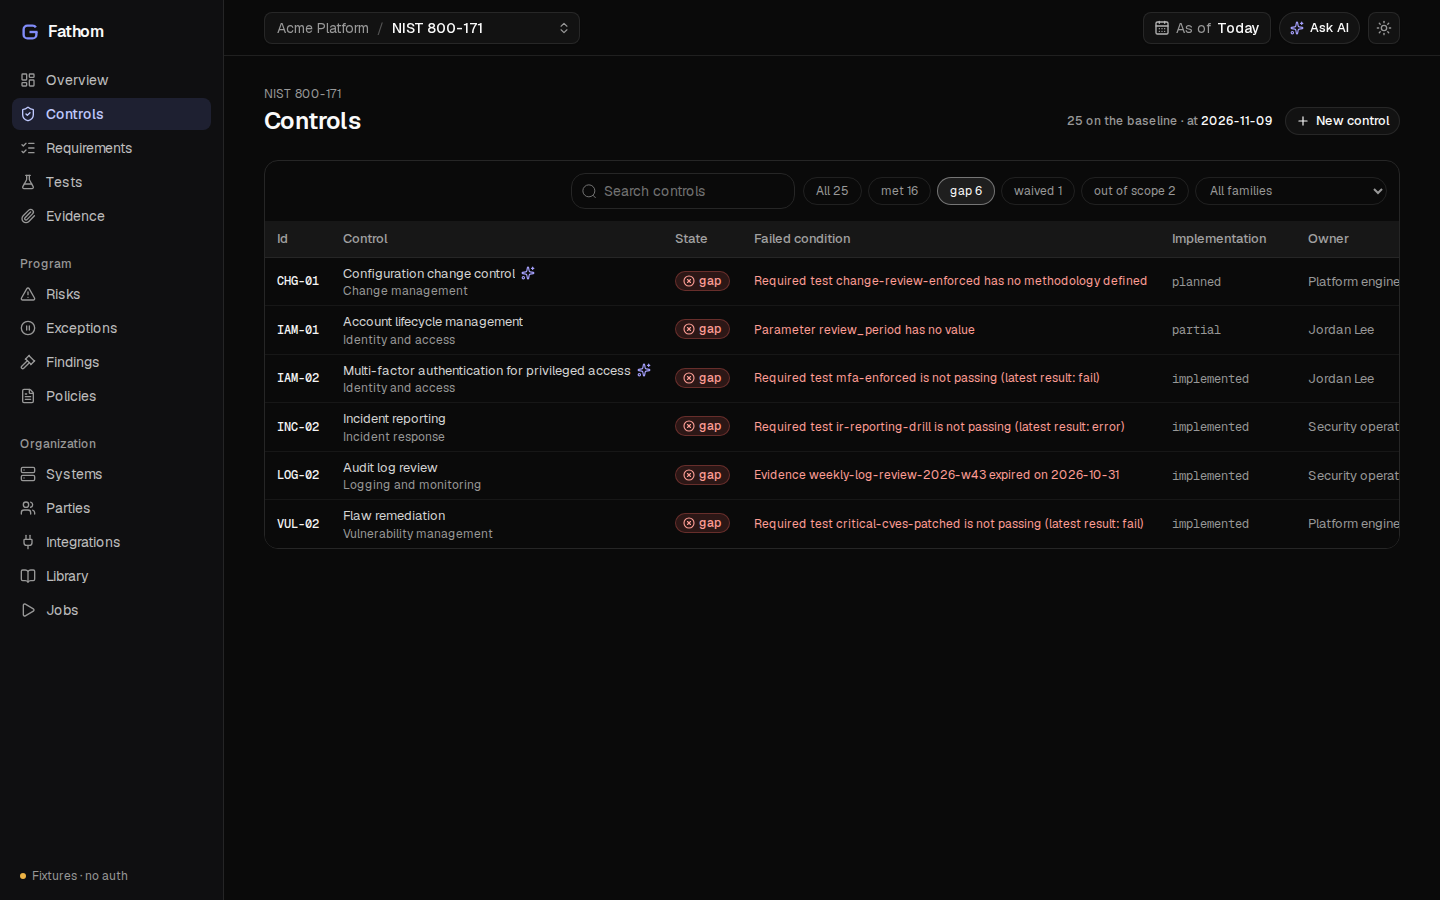 Fathom
Overview
Controls
Requirements
Tests
Evidence
Program
Risks
Exceptions
Findings
Policies
Organization
Systems
Parties
Integrations
Library
Jobs
Fixtures · no auth
Acme Platform / NIST 800-171
As of Today
Ask AI
NIST 800-171
Controls
25 on the baseline · at 2026-11-09
New control
Search controls
All 25
met 16
gap 6
waived 1
out of scope 2
All families
Id Control State Failed condition Implementation Owner
CHG-01 Configuration change control gap Required test change-review-enforced has no methodology defined planned Platform engine
Change management
IAM-01 Account lifecycle management gap Parameter review_period has no value partial Jordan Lee
Identity and access
IAM-02 Multi-factor authentication for privileged access gap Required test mfa-enforced is not passing (latest result: fail) implemented Jordan Lee
Identity and access
INC-02 Incident reporting gap Required test ir-reporting-drill is not passing (latest result: error) implemented Security operat
Incident response
LOG-02 Audit log review gap Evidence weekly-log-review-2026-w43 expired on 2026-10-31 implemented Security operat
Logging and monitoring
VUL-02 Flaw remediation gap Required test critical-cves-patched is not passing (latest result: fail) implemented Platform engine
Vulnerability management